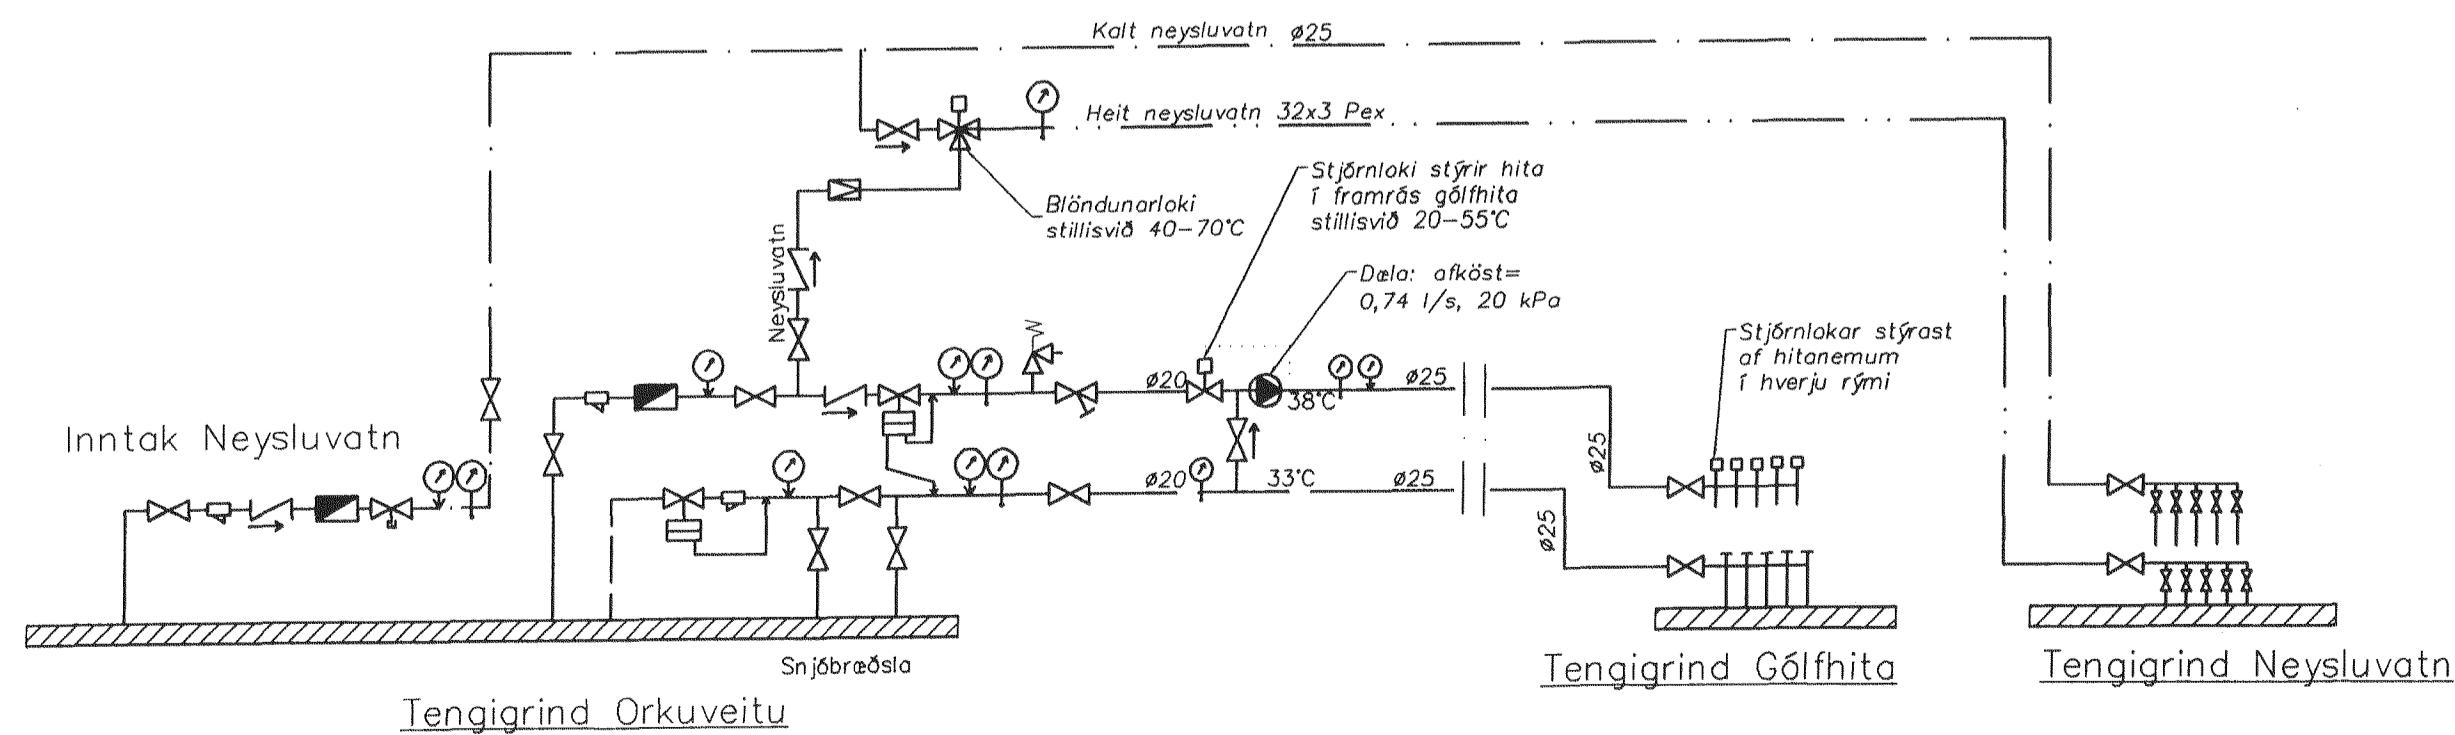 Kalt neysluvatn ø25
Heit neysluvatn 32x3 Pex
Stjórnloki stýrir hita
í framrás gólfhita
stillisvið 20–55°C
Blöndunarloki
stillisvið 40–70°C
Neysluvatn
Dæla: afköst=
0,74 l/s, 20 kPa
Stjórnlokar stýrast
af hitanemum
í hverju rými
ø20
38°C
ø25
Inntak Neysluvatn
ø25
ø20
33°C
ø25
ø25
Snjóbræðsla
Tengigrind Orkuveitu
Tengigrind Gólfhita
Tengigrind Neysluvatn